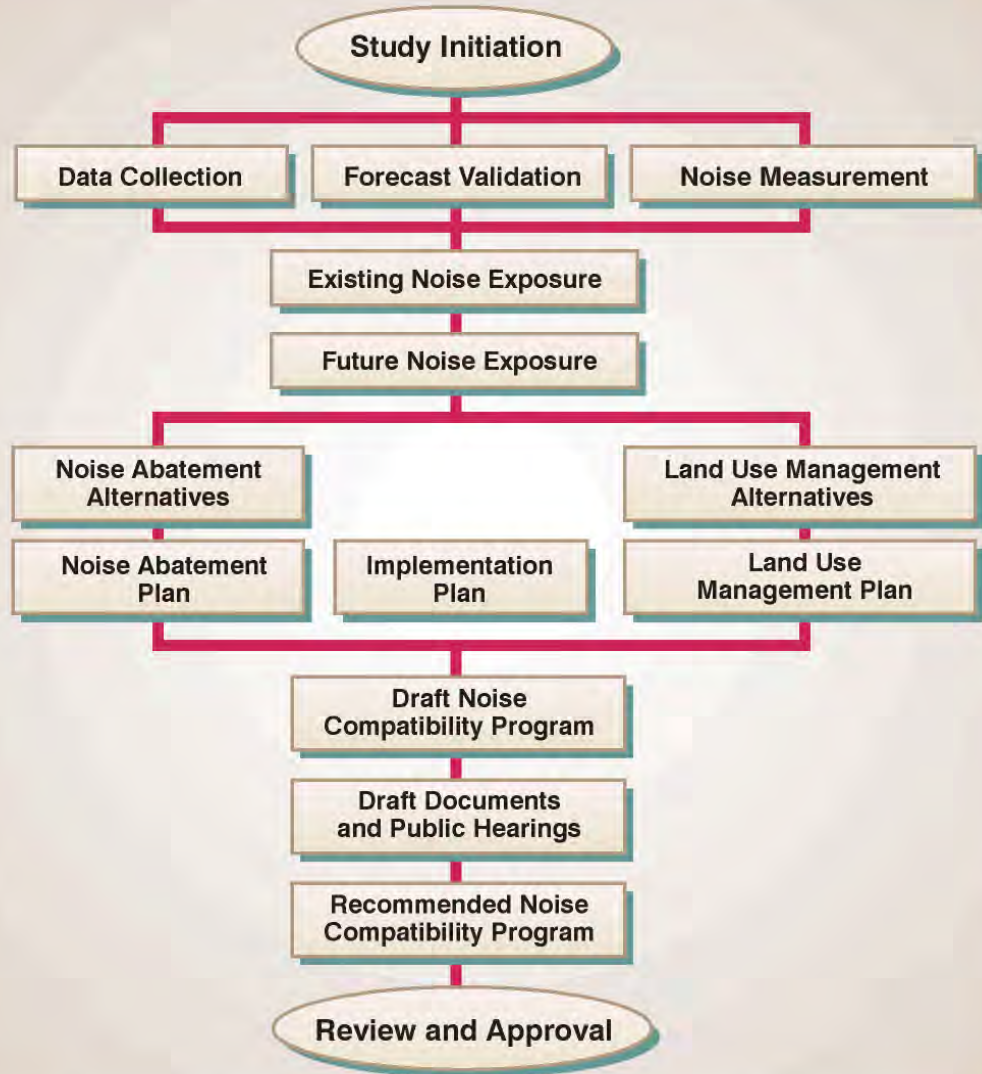 Study Initiation
Data Collection
Forecast Validation
Noise Measurement
Existing Noise Exposure
Future Noise Exposure
Noise Abatement
Alternatives
Land Use Management
Alternatives
Noise Abatement
Plan
Implementation
Plan
Land Use
Management Plan
Draft Noise
Compatibility Program
Draft Documents
and Public Hearings
Recommended Noise
Compatibility Program
Review and Approval